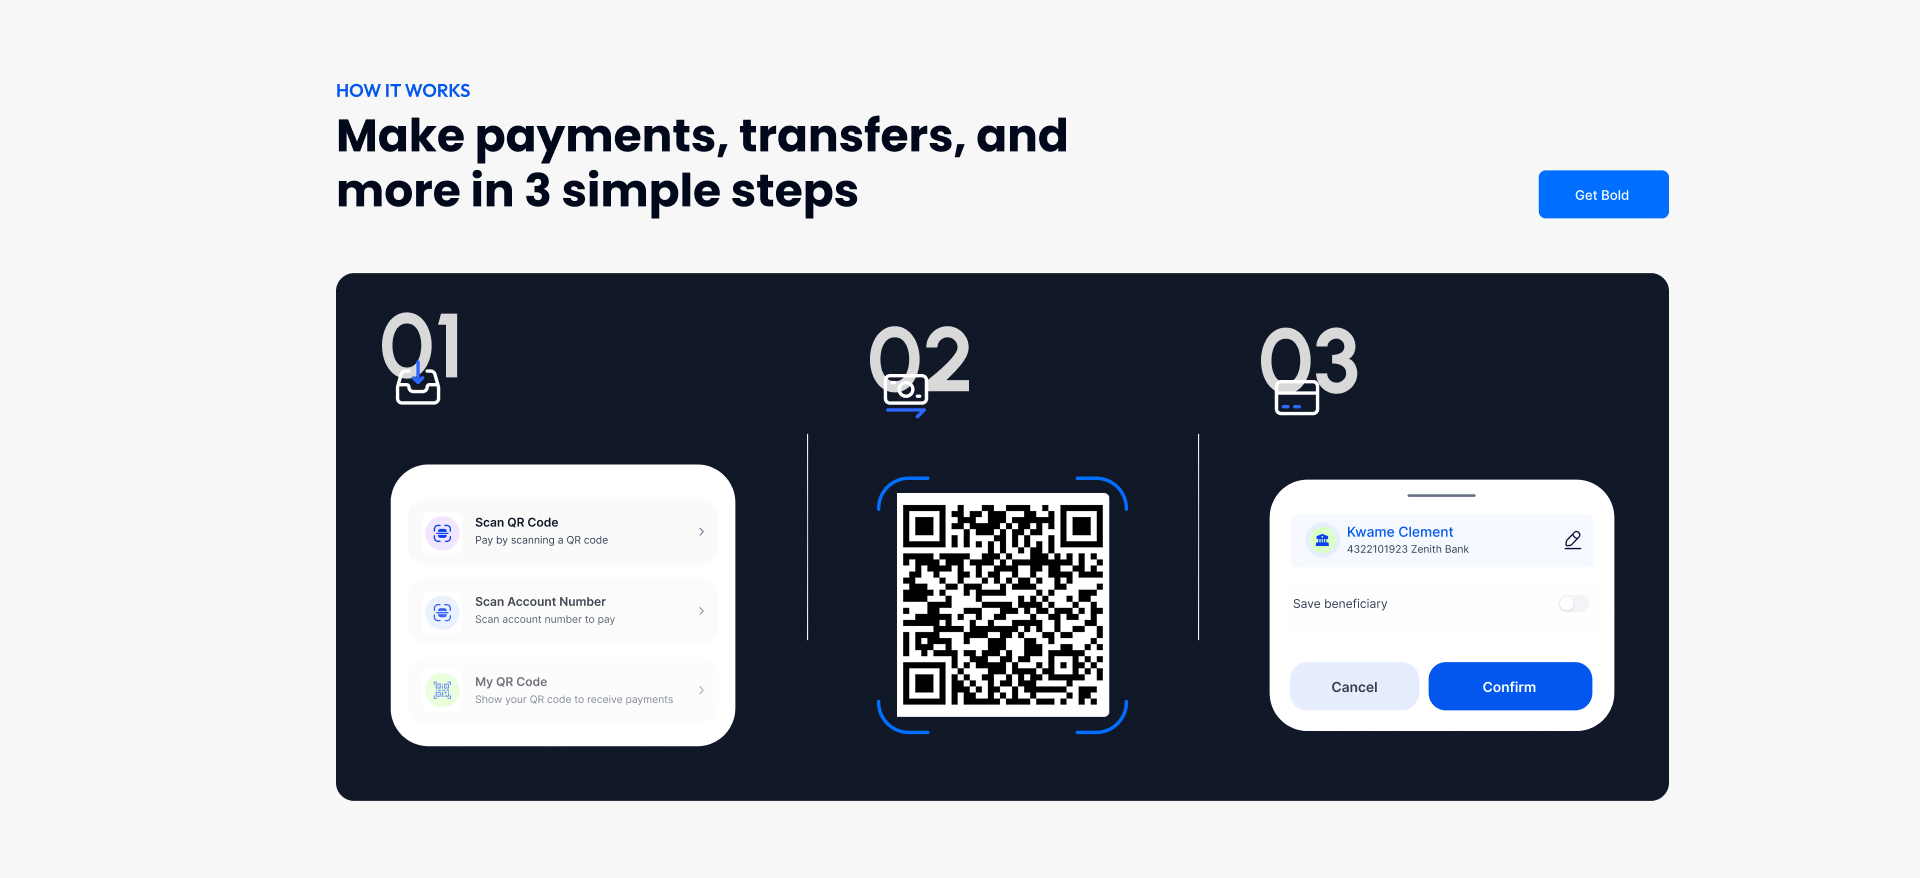 HOW IT WORKS
Make payments, transfers, and
more in 3 simple steps
Get Bold
01
Scan QR Code
Pay by scanning a QR code
Scan Account Number
Scan account number to pay
My QR Code
Show your QR code to receive payments
02
03
Kwame Clement
4322101923 Zenith Bank
Save beneficiary
Cancel
Confirm